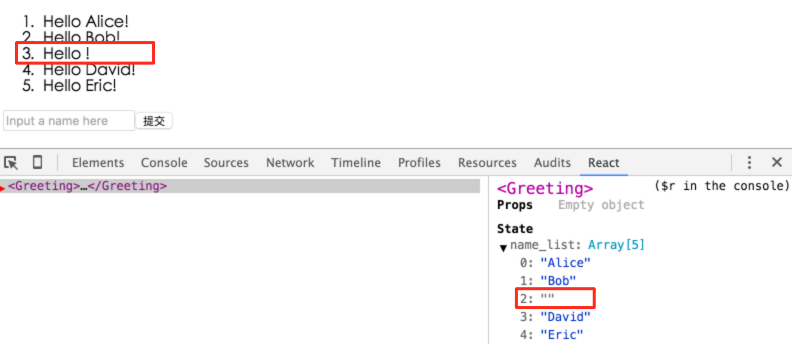 1. Hello Alice!
2. Hello Bob!
3. Hello !
4. Hello David!
5. Hello Eric!
Input a name here 提交
Elements Console Sources Network Timeline Profiles Resources Audits React
<Greeting>…</Greeting>
<Greeting> ($r in the console)
Props Empty object
State
name_list: Array[5]
0: "Alice"
1: "Bob"
2: ""
3: "David"
4: "Eric"